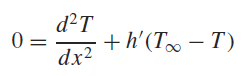 0 = d²T/dx² + h′(T∞ − T)